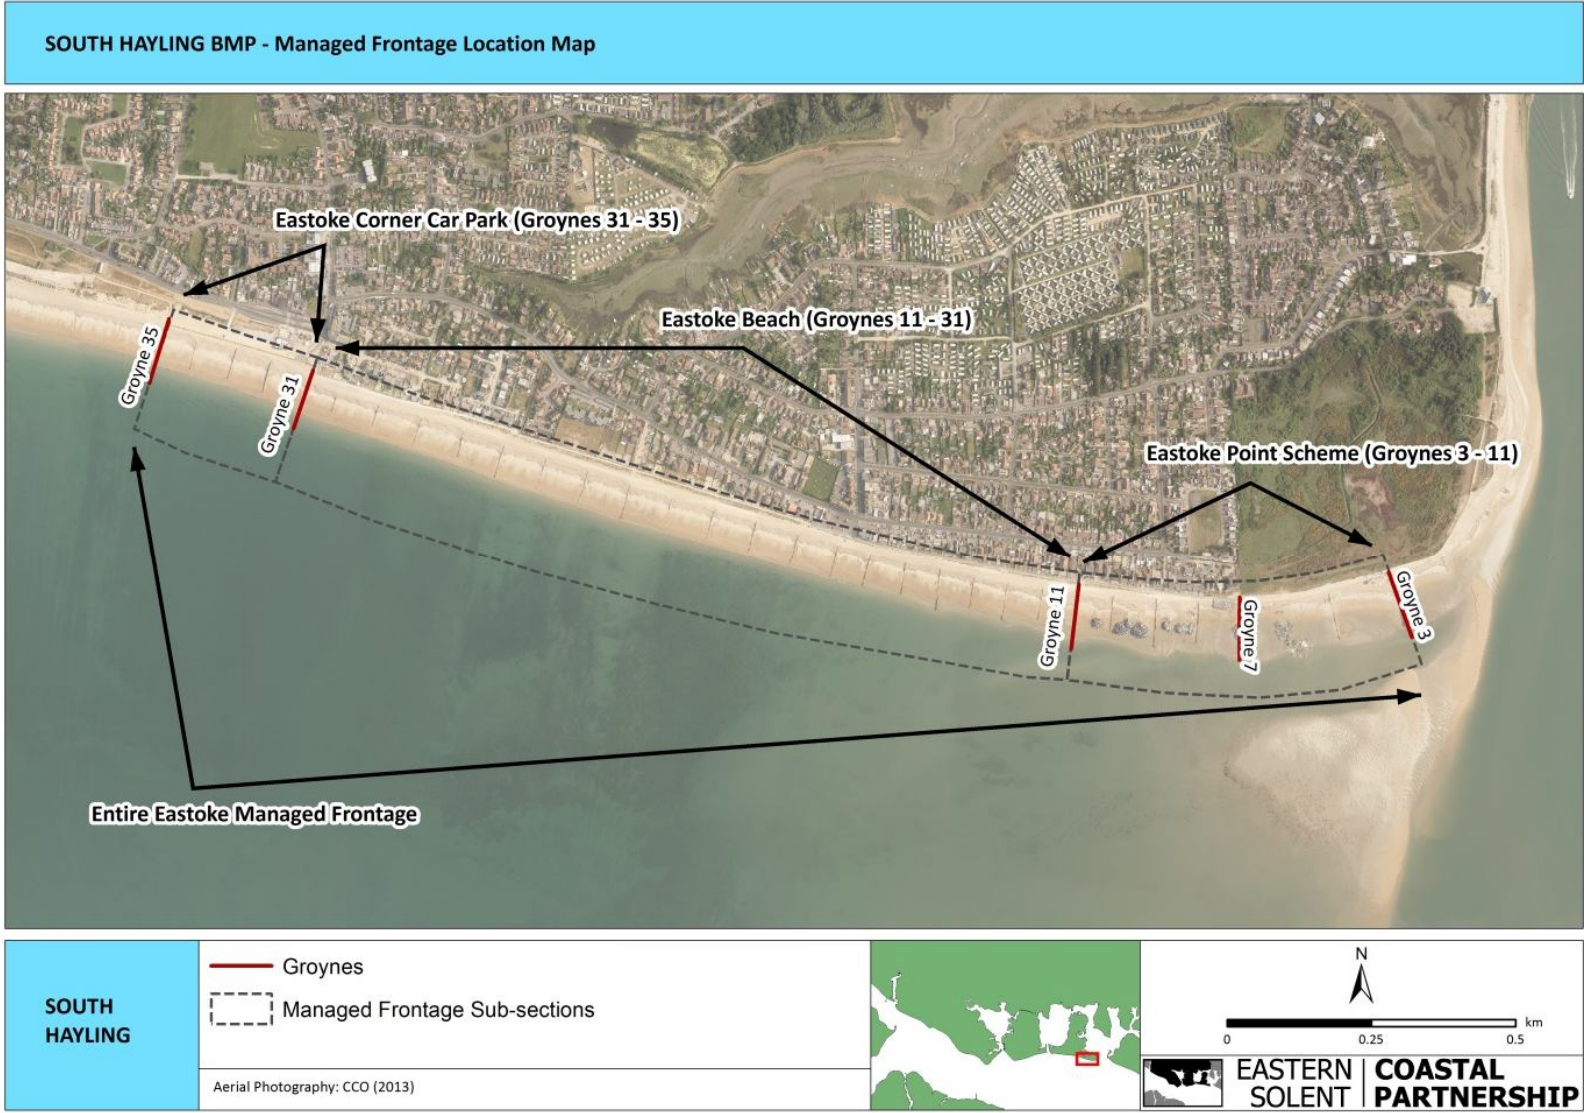 SOUTH HAYLING BMP - Managed Frontage Location Map
Eastoke Corner Car Park (Groynes 31 - 35)
Eastoke Beach (Groynes 11 - 31)
Groyne 35
Groyne 31
Eastoke Point Scheme (Groynes 3 - 11)
Groyne 11
Groyne 7
Groyne 3
Entire Eastoke Managed Frontage
SOUTH
HAYLING
Groynes
Managed Frontage Sub-sections
Aerial Photography: CCO (2013)
N
km
0 0.25 0.5
EASTERN
SOLENT
COASTAL
PARTNERSHIP